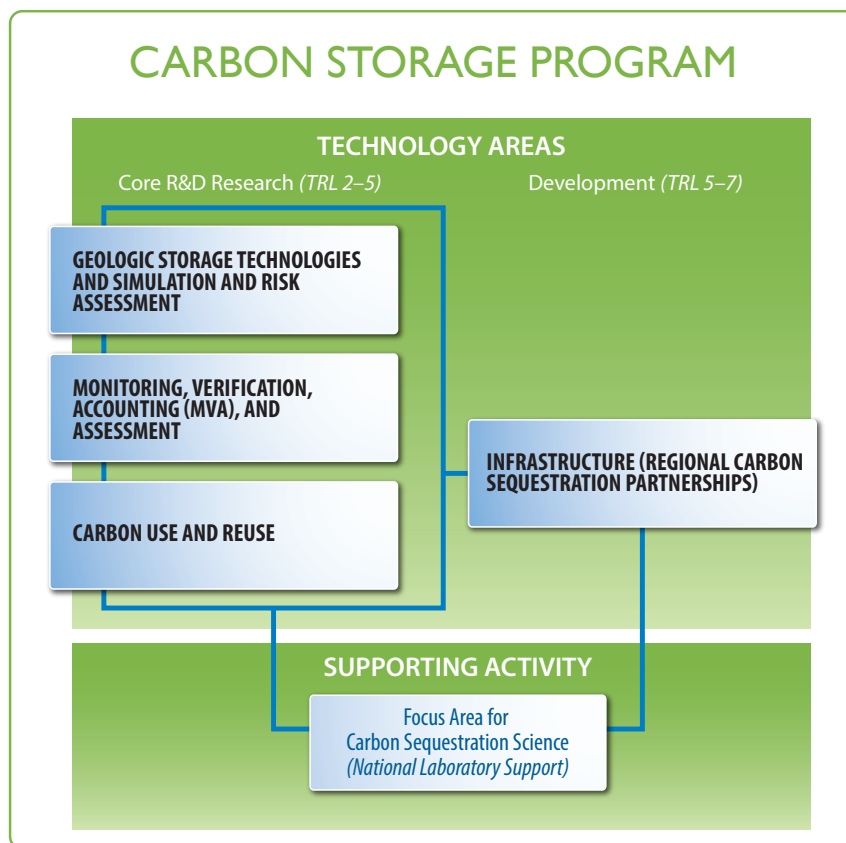 CARBON STORAGE PROGRAM
TECHNOLOGY AREAS
Core R&D Research (TRL 2–5)
Development (TRL 5–7)
GEOLOGIC STORAGE TECHNOLOGIES
AND SIMULATION AND RISK
ASSESSMENT
MONITORING, VERIFICATION,
ACCOUNTING (MVA), AND
ASSESSMENT
CARBON USE AND REUSE
INFRASTRUCTURE (REGIONAL CARBON
SEQUESTRATION PARTNERSHIPS)
SUPPORTING ACTIVITY
Focus Area for
Carbon Sequestration Science
(National Laboratory Support)